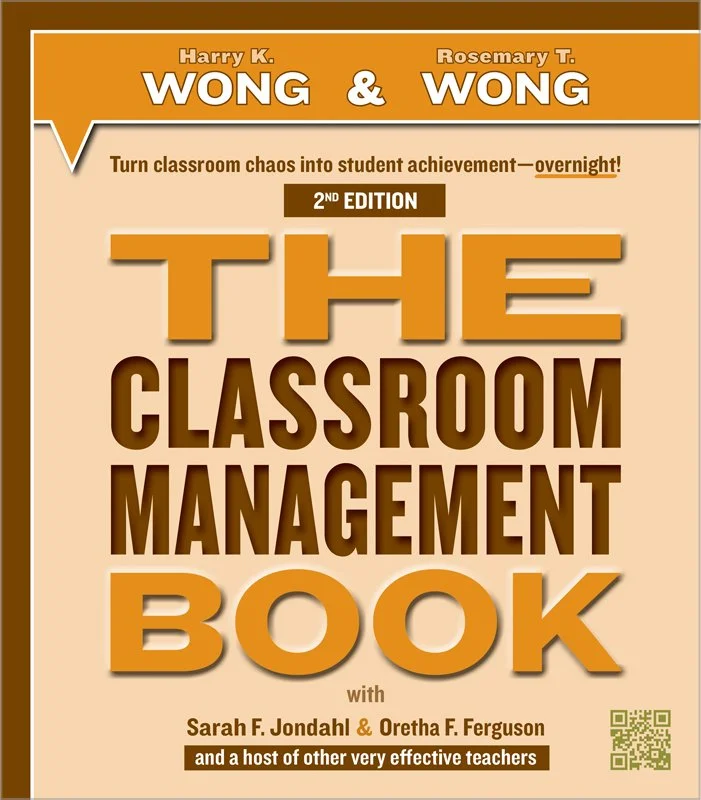 Harry K. Rosemary T.
WONG & WONG
Turn classroom chaos into student achievement—overnight!
2ND EDITION
THE
CLASSROOM
MANAGEMENT
BOOK
with
Sarah F. Jondahl & Oretha F. Ferguson
and a host of other very effective teachers